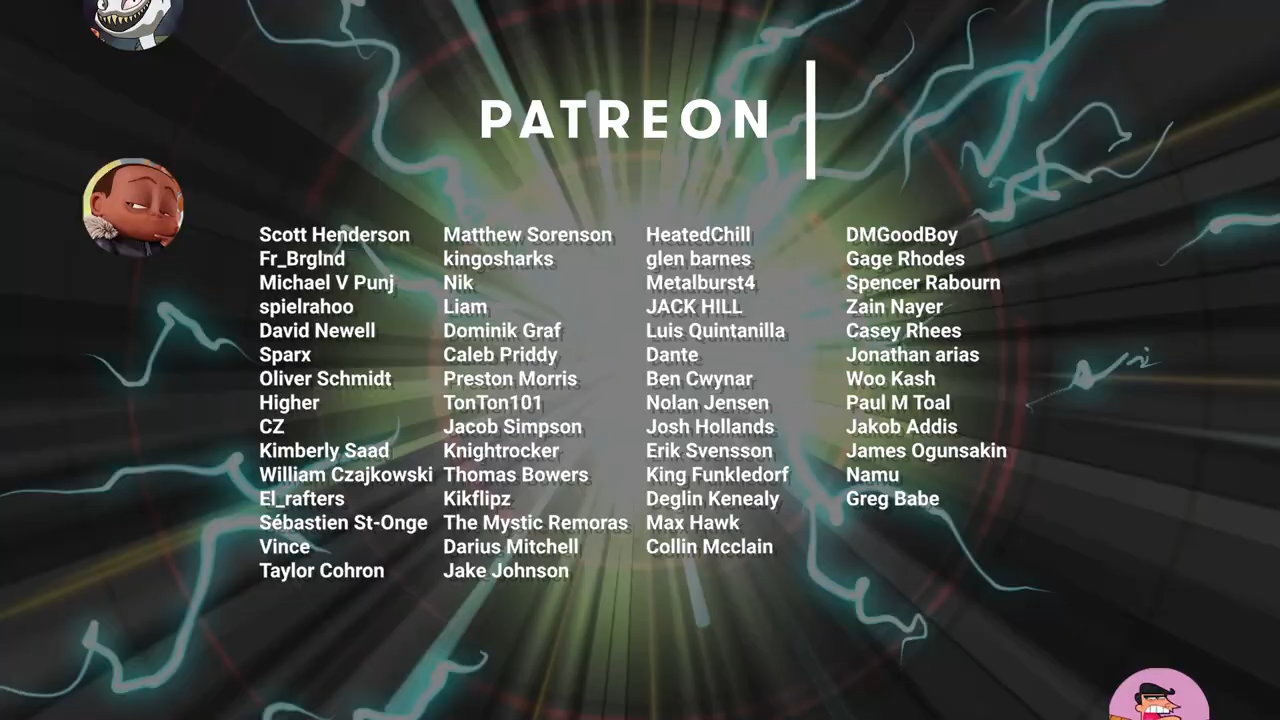 PATREON
Scott Henderson
Fr_Brglnd
Michael V Punj
spielrahoo
David Newell
Sparx
Oliver Schmidt
Higher
CZ
Kimberly Saad
William Czajkowski
El_rafters
Sébastien St-Onge
Vince
Taylor Cohron
Matthew Sorenson
kingosharks
Nik
Liam
Dominik Graf
Caleb Priddy
Preston Morris
TonTon101
Jacob Simpson
Knightrocker
Thomas Bowers
Kikflipz
The Mystic Remoras
Darius Mitchell
Jake Johnson
HeatedChill
glen barnes
Metalburst4
JACK HILL
Luis Quintanilla
Dante
Ben Cwynar
Nolan Jensen
Josh Hollands
Erik Svensson
King Funkledorf
Deglin Kenealy
Max Hawk
Collin Mcclain
DMGoodBoy
Gage Rhodes
Spencer Rabourn
Zain Nayer
Casey Rhees
Jonathan arias
Woo Kash
Paul M Toal
Jakob Addis
James Ogunsakin
Namu
Greg Babe